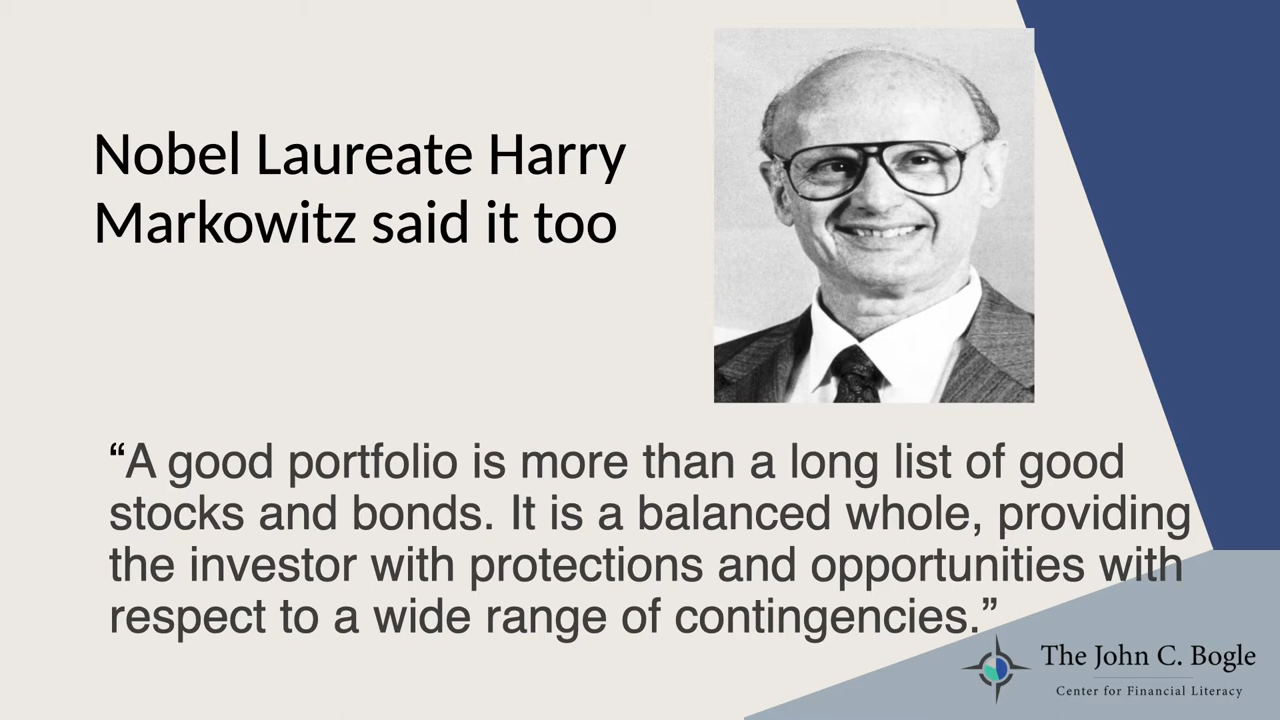 Nobel Laureate Harry
Markowitz said it too
“A good portfolio is more than a long list of good
stocks and bonds. It is a balanced whole, providing
the investor with protections and opportunities with
respect to a wide range of contingencies.”
The John C. Bogle
Center for Financial Literacy